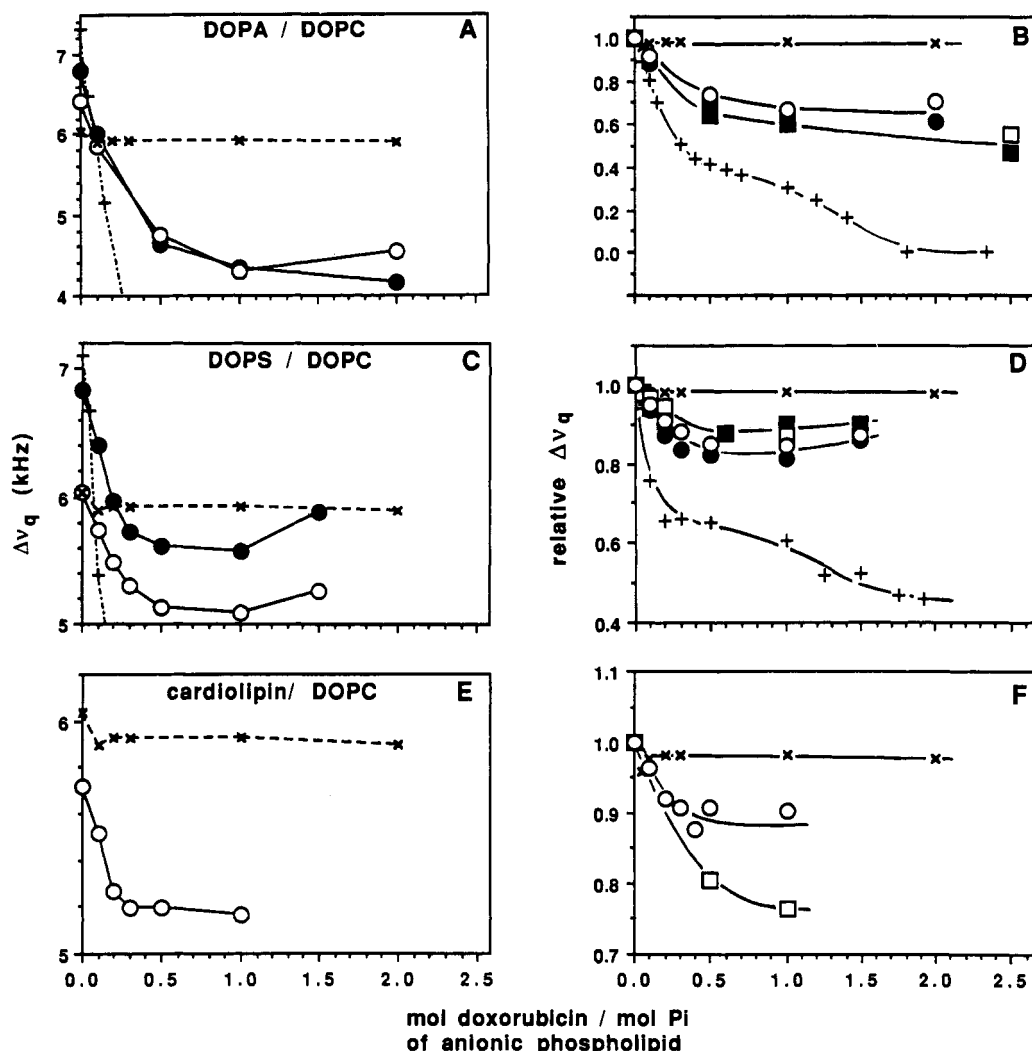 DOPA / DOPC A
B
7
6
5
4
1.0
0.8
0.6
0.4
0.2
0.0
DOPS / DOPC C
D
7
6
5
1.0
0.8
0.6
0.4
Δνq (kHz)
relative Δνq
cardiolipin/ DOPC E
F
6
5
1.1
1.0
0.9
0.8
0.7
0.0 0.5 1.0 1.5 2.0 2.5
0.0 0.5 1.0 1.5 2.0 2.5
mol doxorubicin / mol Pi
of anionic phospholipid